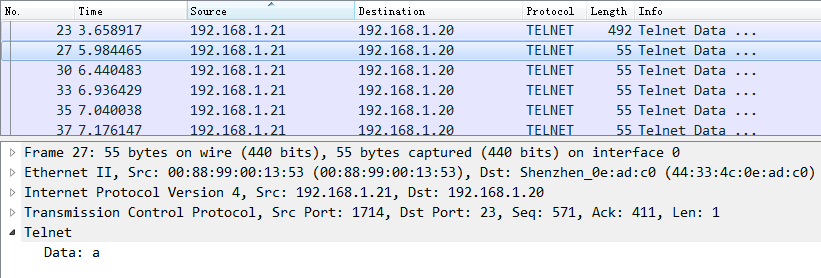 No. Time Source Destination Protocol Length Info
23 3.658917 192.168.1.21 192.168.1.20 TELNET 492 Telnet Data ...
27 5.984465 192.168.1.21 192.168.1.20 TELNET 55 Telnet Data ...
30 6.440483 192.168.1.21 192.168.1.20 TELNET 55 Telnet Data ...
33 6.936429 192.168.1.21 192.168.1.20 TELNET 55 Telnet Data ...
35 7.040038 192.168.1.21 192.168.1.20 TELNET 55 Telnet Data ...
37 7.176147 192.168.1.21 192.168.1.20 TELNET 55 Telnet Data ...
Frame 27: 55 bytes on wire (440 bits), 55 bytes captured (440 bits) on interface 0
Ethernet II, Src: 00:88:99:00:13:53 (00:88:99:00:13:53), Dst: Shenzhen_0e:ad:c0 (44:33:4c:0e:ad:c0)
Internet Protocol Version 4, Src: 192.168.1.21, Dst: 192.168.1.20
Transmission Control Protocol, Src Port: 1714, Dst Port: 23, Seq: 571, Ack: 411, Len: 1
Telnet
Data: a